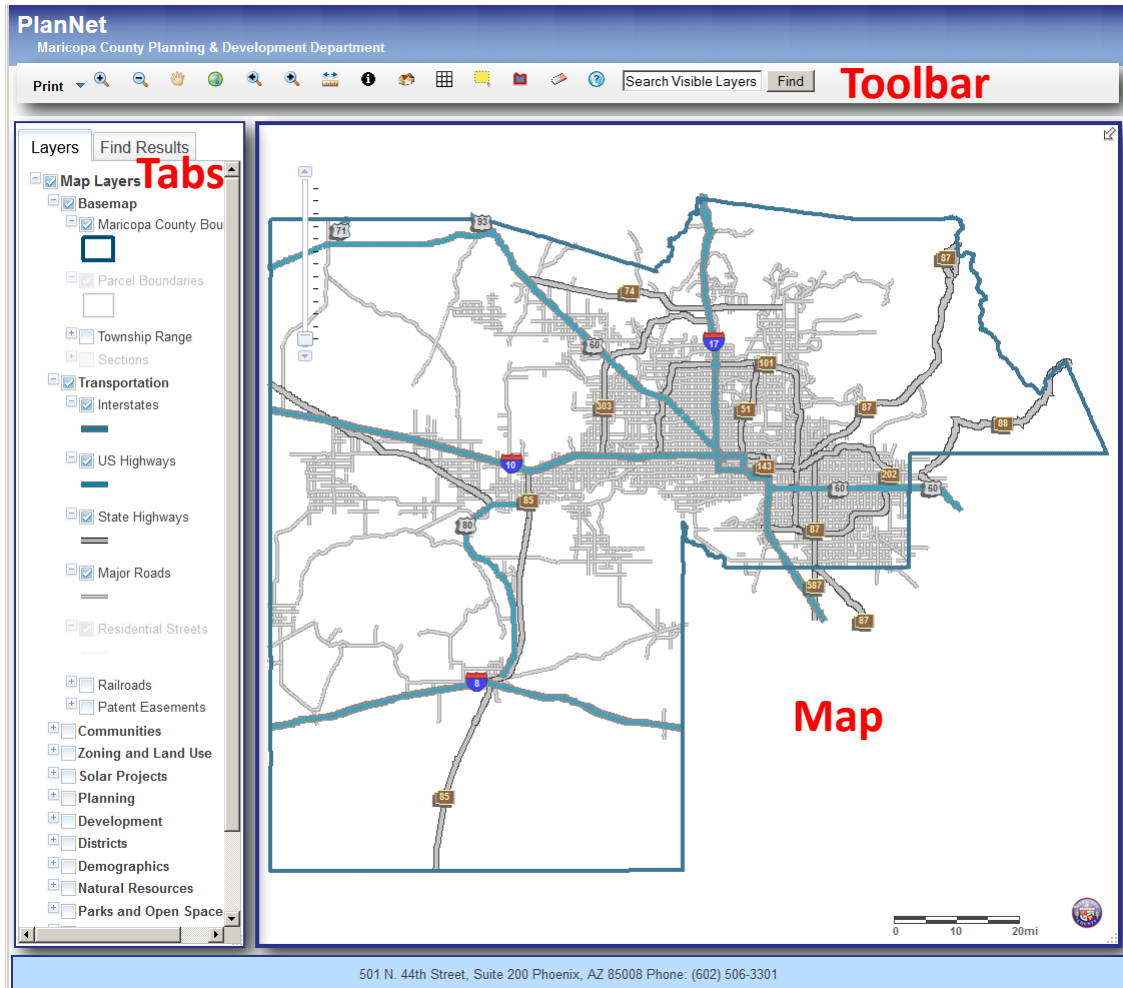 PlanNet
Maricopa County Planning & Development Department
Print
Search Visible Layers
Find
Toolbar
Layers
Find Results
Tabs
Map Layers
Basemap
Maricopa County Bou
Parcel Boundaries
Township Range
Sections
Transportation
Interstates
US Highways
State Highways
Major Roads
Residential Streets
Railroads
Patent Easements
Communities
Zoning and Land Use
Solar Projects
Planning
Development
Districts
Demographics
Natural Resources
Parks and Open Space
93
71
87
74
17
60
101
303
51
87
88
10
143
202
85
60
60
80
87
587
87
8
Map
85
0 10 20mi
501 N. 44th Street, Suite 200 Phoenix, AZ 85008 Phone: (602) 506-3301